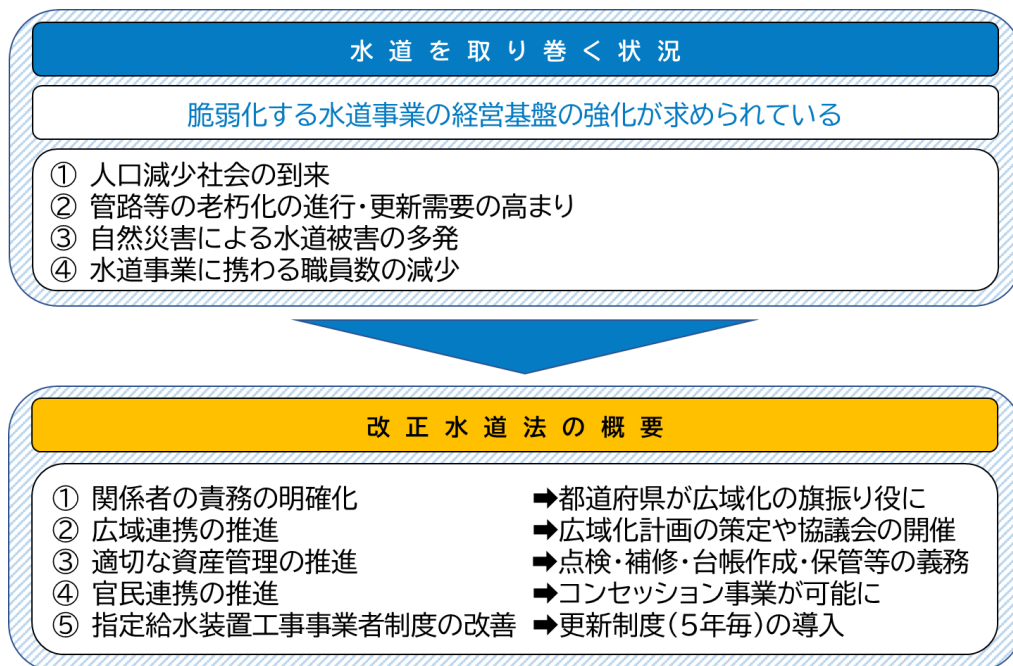 水道を取り巻く状況
脆弱化する水道事業の経営基盤の強化が求められている
① 人口減少社会の到来
② 管路等の老朽化の進行・更新需要の高まり
③ 自然災害による水道被害の多発
④ 水道事業に携わる職員数の減少
改正水道法の概要
① 関係者の責務の明確化 ➡都道府県が広域化の旗振り役に
② 広域連携の推進 ➡広域化計画の策定や協議会の開催
③ 適切な資産管理の推進 ➡点検・補修・台帳作成・保管等の義務
④ 官民連携の推進 ➡コンセッション事業が可能に
⑤ 指定給水装置工事事業者制度の改善 ➡更新制度(5年毎)の導入